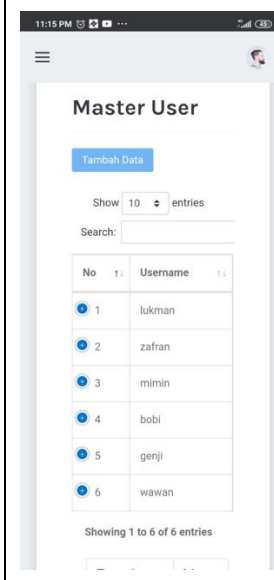 11:15 PM
43
Master User
Tambah Data
Show 10 entries
Search:
No Username
1 lukman
2 zafran
3 mimin
4 bobi
5 genji
6 wawan
Showing 1 to 6 of 6 entries